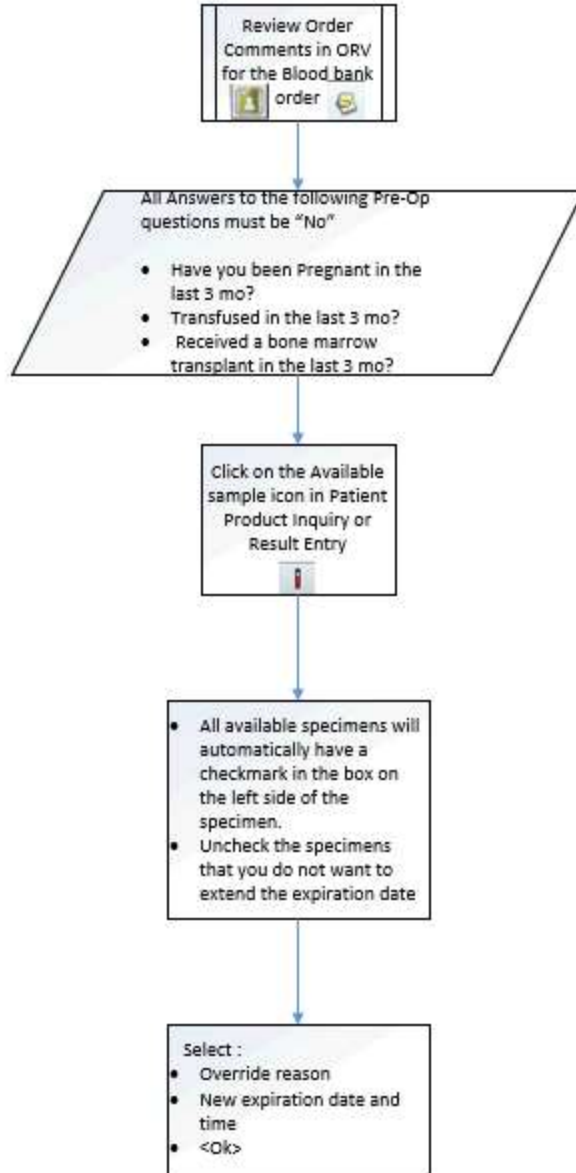 Review Order
Comments in ORV
for the Blood bank
order
All Answers to the following Pre-Op
questions must be "No"
• Have you been Pregnant in the
last 3 mo?
• Transfused in the last 3 mo?
• Received a bone marrow
transplant in the last 3 mo?
Click on the Available
sample icon in Patient
Product Inquiry or
Result Entry
• All available specimens will
automatically have a
checkmark in the box on
the left side of the
specimen.
• Uncheck the specimens
that you do not want to
extend the expiration date
Select :
• Override reason
• New expiration date and
time
• <Ok>